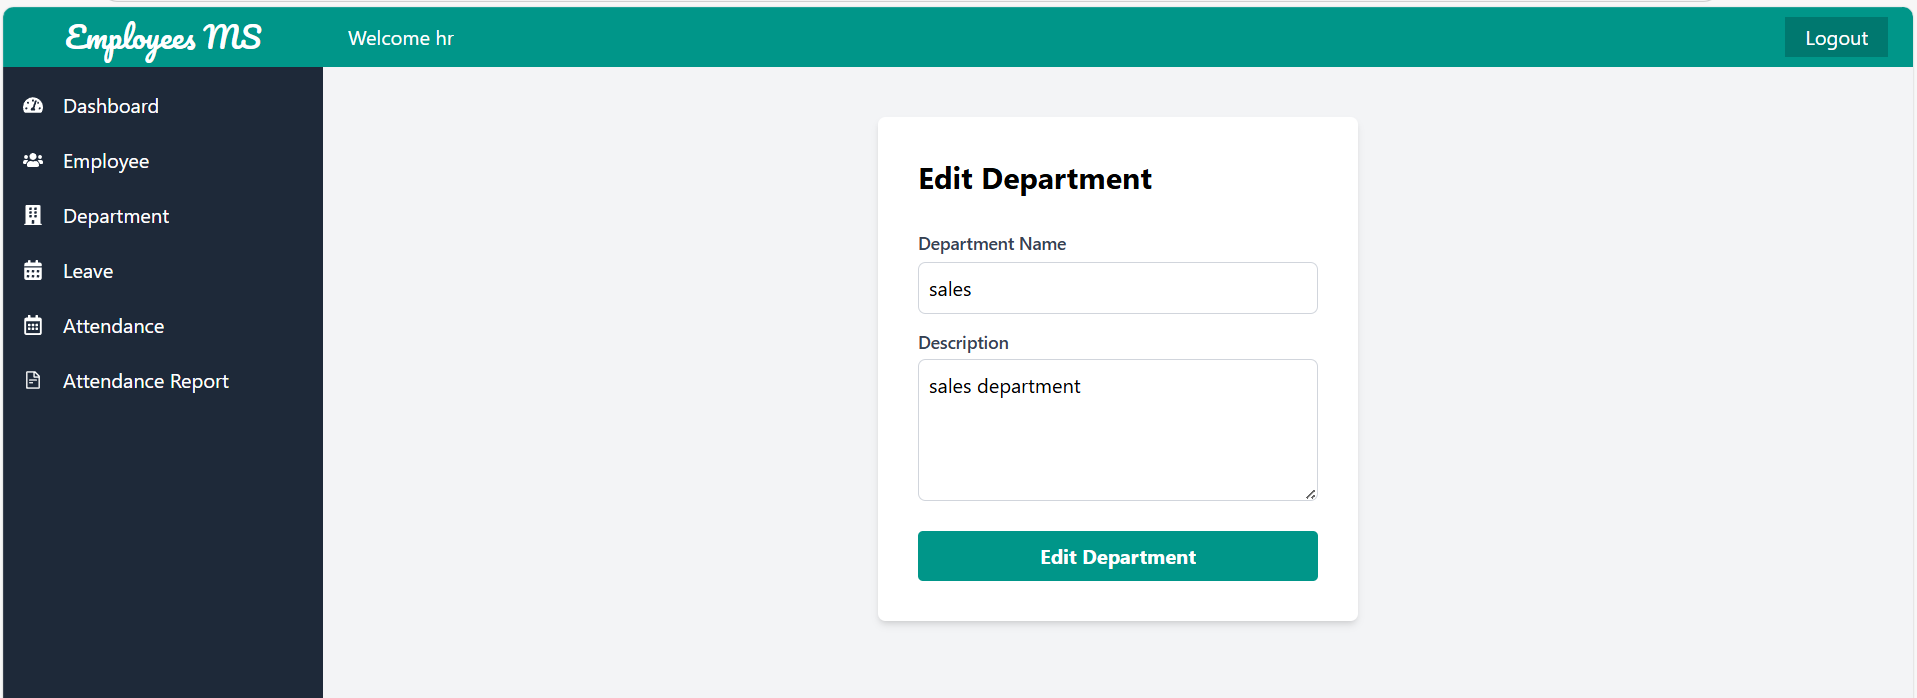 Employees MS
Welcome hr
Logout
Dashboard
Employee
Department
Leave
Attendance
Attendance Report
Edit Department
Department Name
sales
Description
sales department
Edit Department